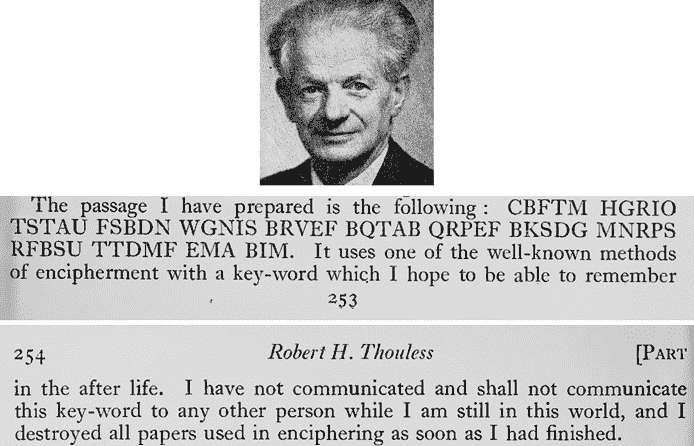 The passage I have prepared is the following : CBFTM HGRIO
TSTAU FSBDN WGNIS BRVEF BQTAB QRPEF BKSDG MNRPS
RFBSU TTDMF EMA BIM. It uses one of the well-known methods
of encipherment with a key-word which I hope to be able to remember
253
254 Robert H. Thouless [PART
in the after life. I have not communicated and shall not communicate
this key-word to any other person while I am still in this world, and I
destroyed all papers used in enciphering as soon as I had finished.